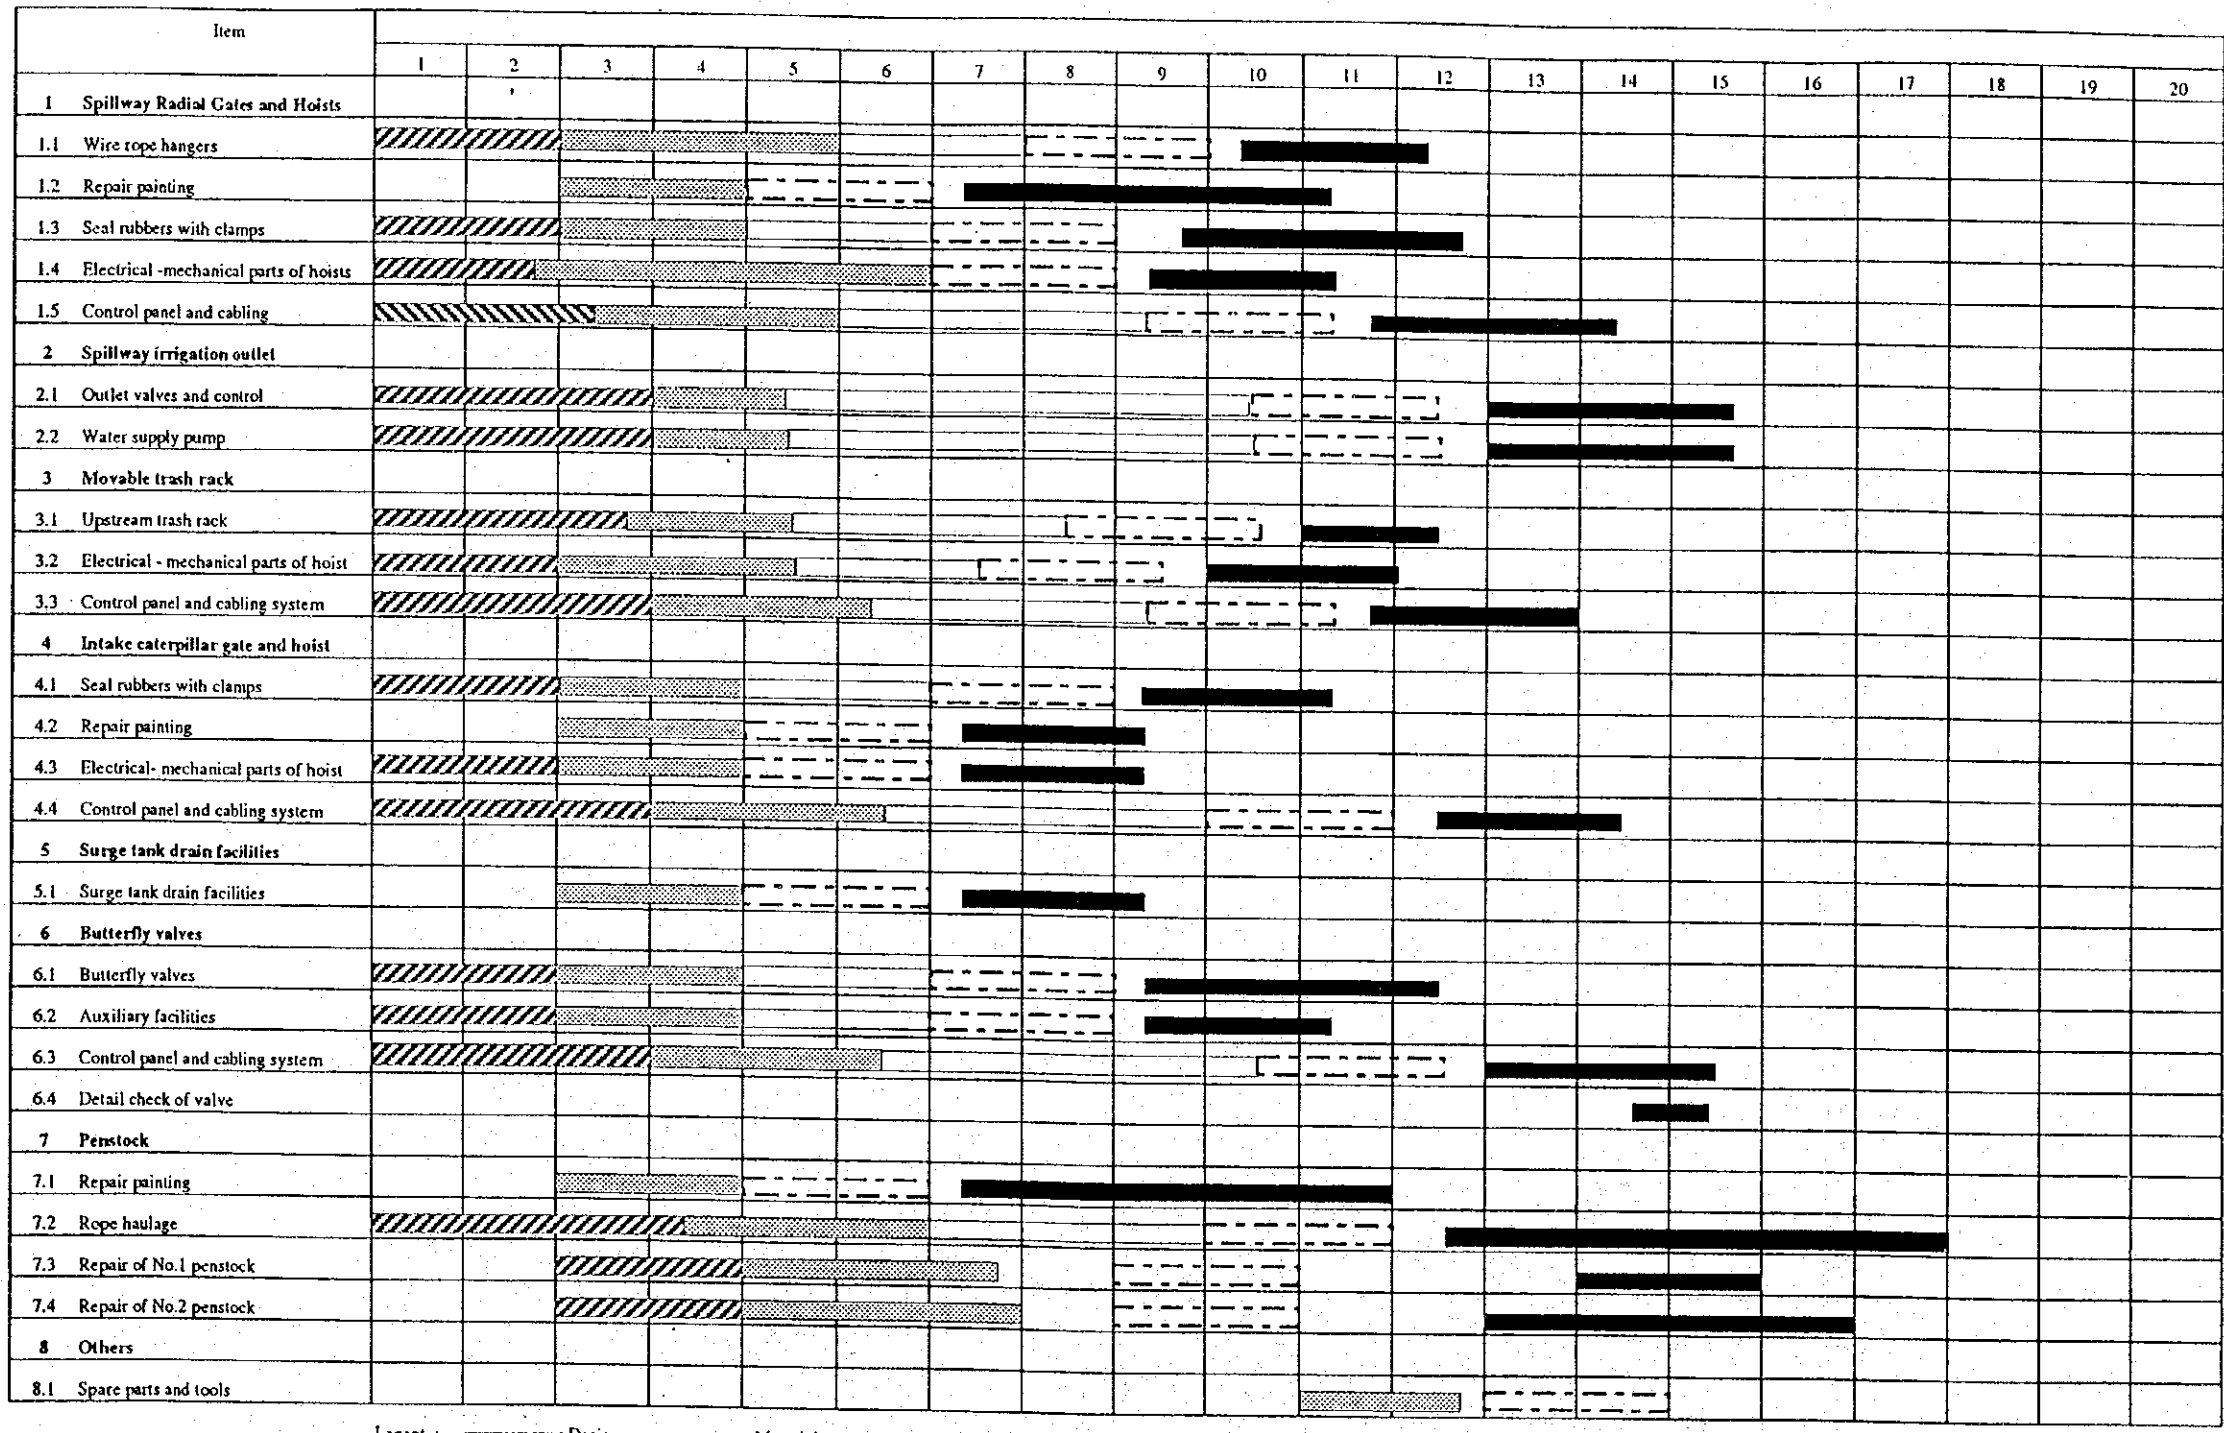 Item
1 2 3 4 5 6 7 8 9 10 11 12 13 14 15 16 17 18 19 20
1 Spillway Radial Gates and Hoists
1.1 Wire rope hangers
1.2 Repair painting
1.3 Seal rubbers with clamps
1.4 Electrical -mechanical parts of hoists
1.5 Control panel and cabling
2 Spillway irrigation outlet
2.1 Outlet valves and control
2.2 Water supply pump
3 Movable trash rack
3.1 Upstream trash rack
3.2 Electrical - mechanical parts of hoist
3.3 Control panel and cabling system
4 Intake caterpillar gate and hoist
4.1 Seal rubbers with clamps
4.2 Repair painting
4.3 Electrical- mechanical parts of hoist
4.4 Control panel and cabling system
5 Surge tank drain facilities
5.1 Surge tank drain facilities
6 Butterfly valves
6.1 Butterfly valves
6.2 Auxiliary facilities
6.3 Control panel and cabling system
6.4 Detail check of valve
7 Penstock
7.1 Repair painting
7.2 Rope haulage
7.3 Repair of No.1 penstock
7.4 Repair of No.2 penstock
8 Others
8.1 Spare parts and tools